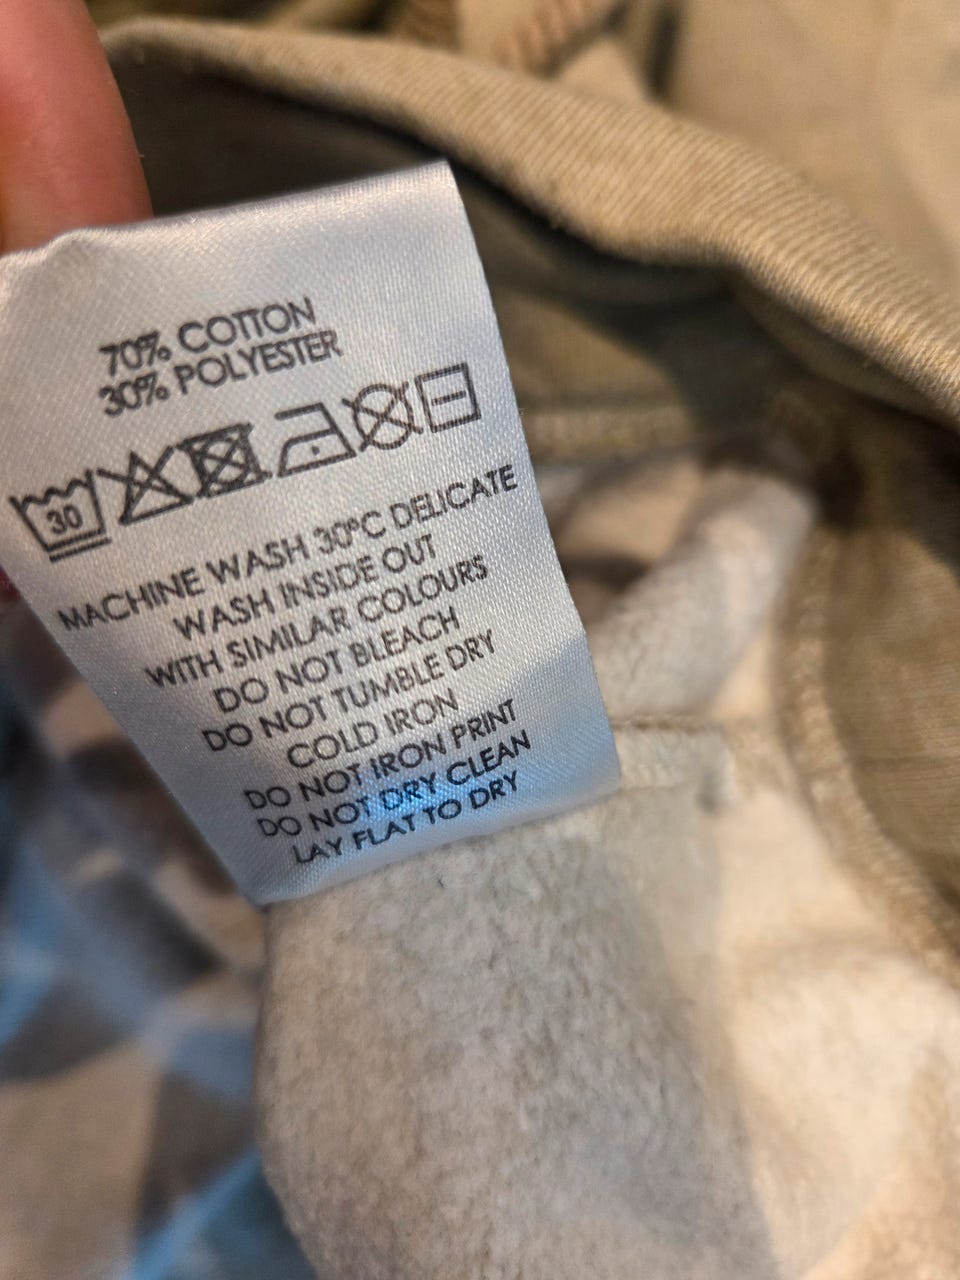 70% COTTON
30% POLYESTER
30
MACHINE WASH 30°C DELICATE
WASH INSIDE OUT
WITH SIMILAR COLOURS
DO NOT BLEACH
DO NOT TUMBLE DRY
COLD IRON
DO NOT IRON PRINT
DO NOT DRY CLEAN
LAY FLAT TO DRY